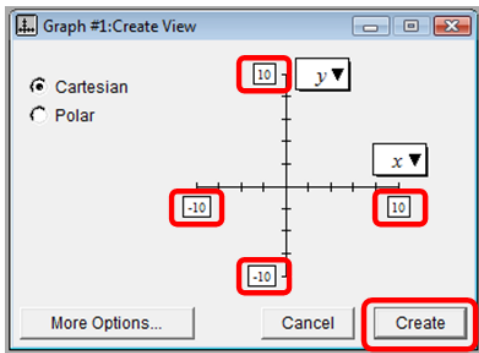 Graph #1:Create View
10 y▼
Cartesian
Polar
x ▼
-10 10
-10
More Options... Cancel Create